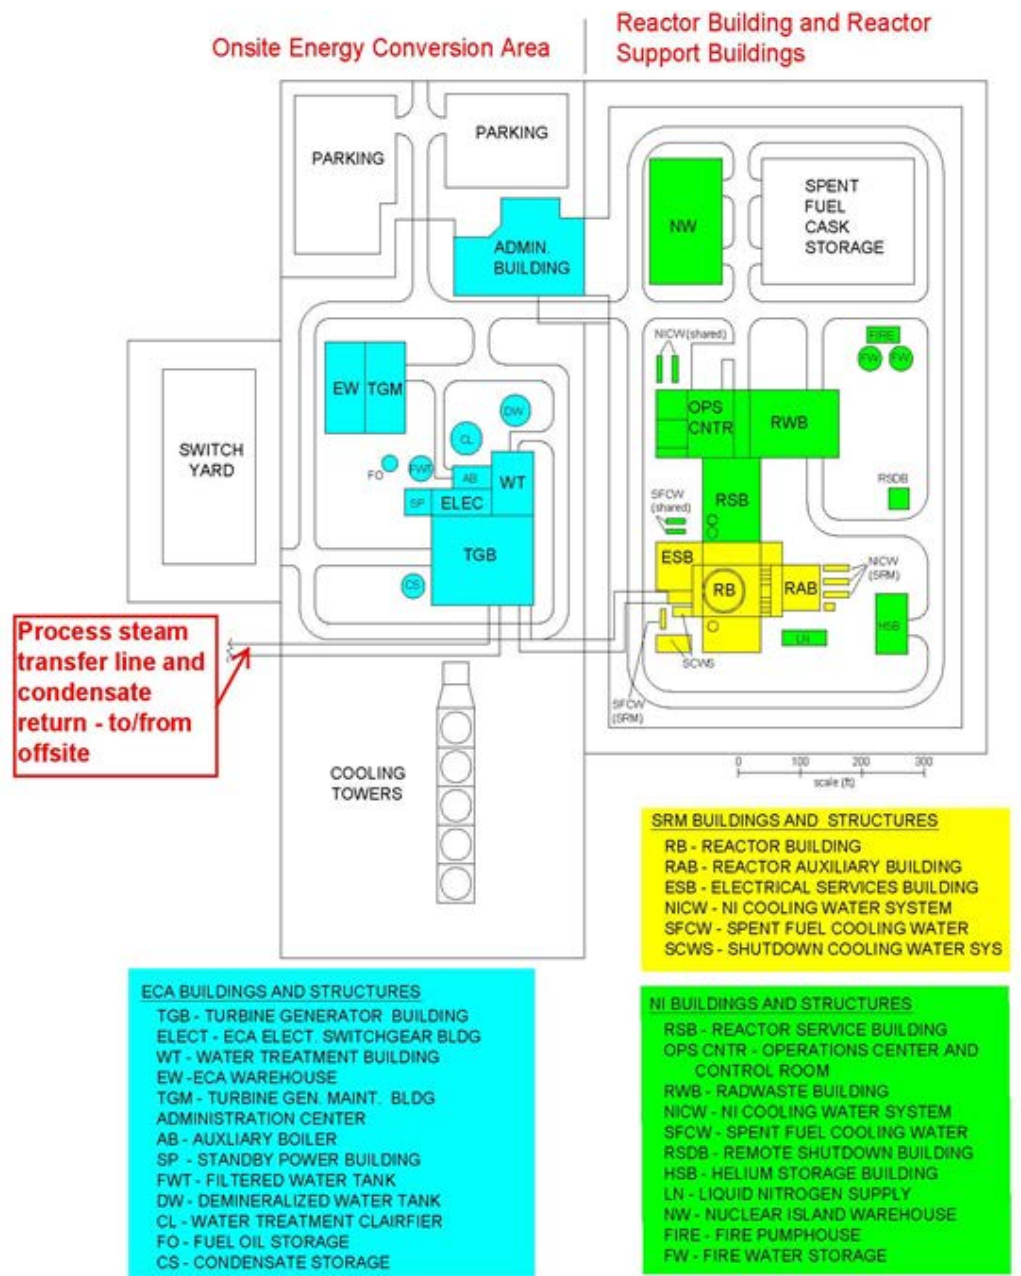 Onsite Energy Conversion Area
Reactor Building and Reactor
Support Buildings
PARKING
PARKING
ADMIN.
BUILDING
NW
SPENT
FUEL
CASK
STORAGE
NICW(shared)
FIRE
FW
FW
EW
TGM
DW
CL
OPS
CNTR
RWB
SWITCH
YARD
FO
FWT
AB
WT
SP
ELEC
RSDB
SFCW
(shared)
RSB
TGB
ESB
NICW
(SRM)
CS
RB
RAB
HSB
LN
SCWS
SFCW
(SRM)
Process steam
transfer line and
condensate
return - to/from
offsite
COOLING
TOWERS
0 100 200 300
scale (ft)
SRM BUILDINGS AND STRUCTURES
RB - REACTOR BUILDING
RAB - REACTOR AUXILIARY BUILDING
ESB - ELECTRICAL SERVICES BUILDING
NICW - NI COOLING WATER SYSTEM
SFCW - SPENT FUEL COOLING WATER
SCWS - SHUTDOWN COOLING WATER SYS
ECA BUILDINGS AND STRUCTURES
TGB - TURBINE GENERATOR BUILDING
ELECT - ECA ELECT. SWITCHGEAR BLDG
WT - WATER TREATMENT BUILDING
EW -ECA WAREHOUSE
TGM - TURBINE GEN. MAINT. BLDG
ADMINISTRATION CENTER
AB - AUXLIARY BOILER
SP - STANDBY POWER BUILDING
FWT - FILTERED WATER TANK
DW - DEMINERALIZED WATER TANK
CL - WATER TREATMENT CLAIRFIER
FO - FUEL OIL STORAGE
CS - CONDENSATE STORAGE
NI BUILDINGS AND STRUCTURES
RSB - REACTOR SERVICE BUILDING
OPS CNTR - OPERATIONS CENTER AND
CONTROL ROOM
RWB - RADWASTE BUILDING
NICW - NI COOLING WATER SYSTEM
SFCW - SPENT FUEL COOLING WATER
RSDB - REMOTE SHUTDOWN BUILDING
HSB - HELIUM STORAGE BUILDING
LN - LIQUID NITROGEN SUPPLY
NW - NUCLEAR ISLAND WAREHOUSE
FIRE - FIRE PUMPHOUSE
FW - FIRE WATER STORAGE